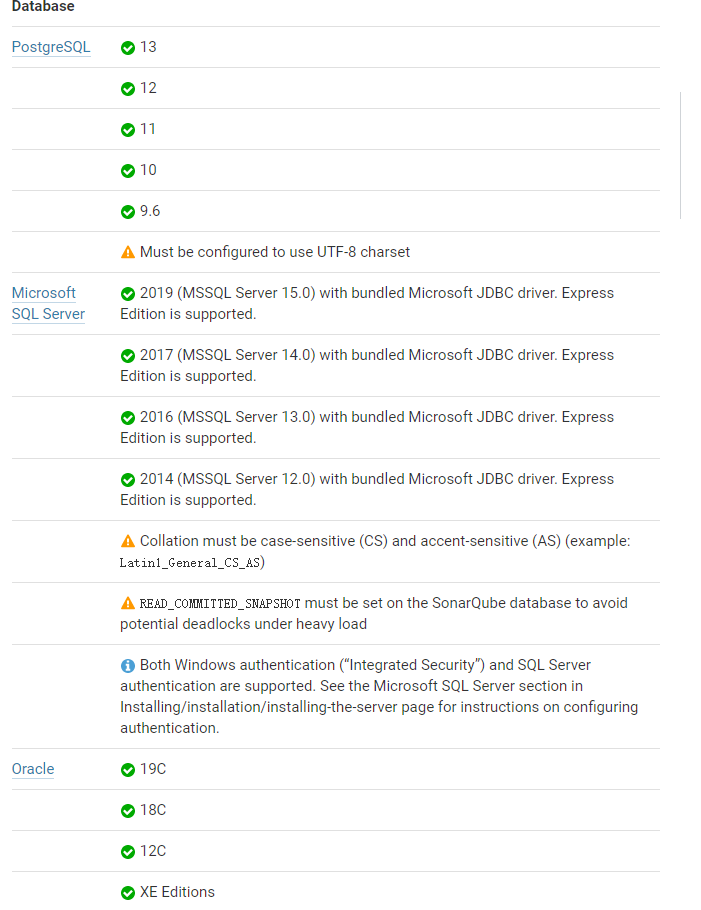 Database
PostgreSQL 13
12
11
10
9.6
Must be configured to use UTF-8 charset
Microsoft 2019 (MSSQL Server 15.0) with bundled Microsoft JDBC driver. Express
SQL Server Edition is supported.
2017 (MSSQL Server 14.0) with bundled Microsoft JDBC driver. Express
Edition is supported.
2016 (MSSQL Server 13.0) with bundled Microsoft JDBC driver. Express
Edition is supported.
2014 (MSSQL Server 12.0) with bundled Microsoft JDBC driver. Express
Edition is supported.
Collation must be case-sensitive (CS) and accent-sensitive (AS) (example:
Latin1_General_CS_AS)
READ_COMMITTED_SNAPSHOT must be set on the SonarQube database to avoid
potential deadlocks under heavy load
Both Windows authentication (“Integrated Security”) and SQL Server
authentication are supported. See the Microsoft SQL Server section in
Installing/installation/installing-the-server page for instructions on configuring
authentication.
Oracle 19C
18C
12C
XE Editions